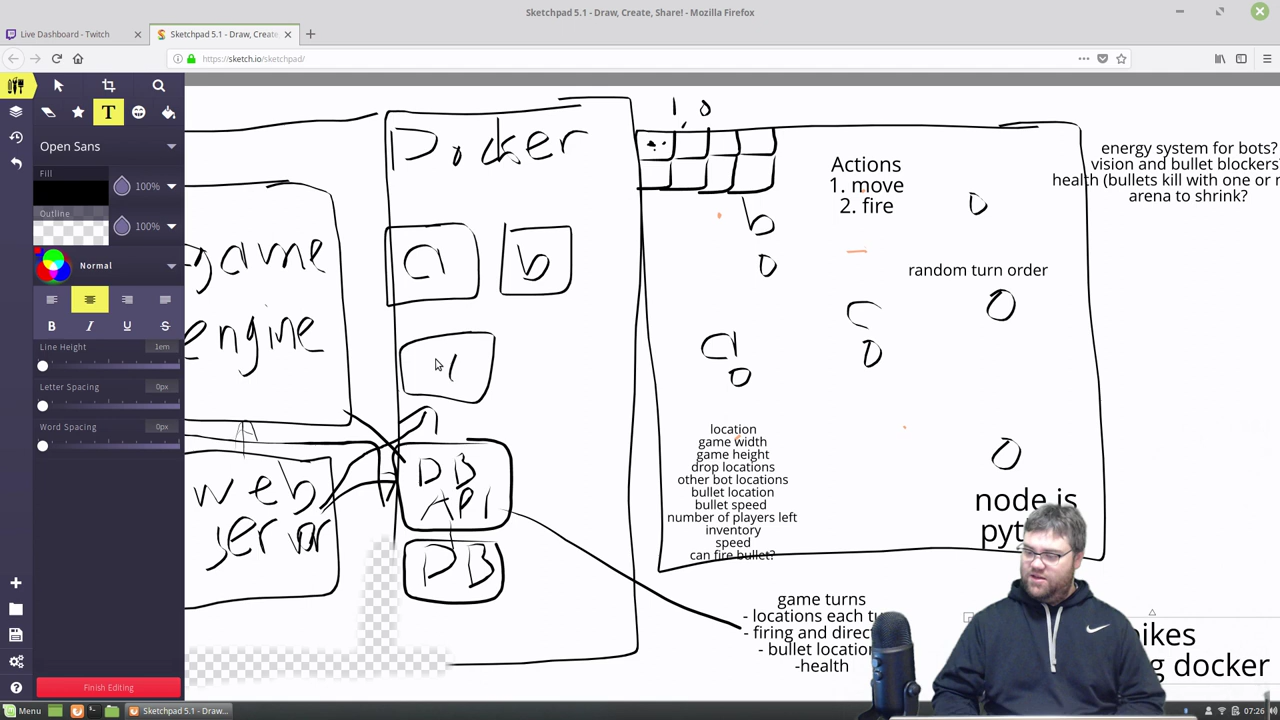 Sketchpad 5.1 - Draw, Create, Share! - Mozilla Firefox
Live Dashboard - Twitch
Sketchpad 5.1 - Draw, Create
https://sketch.io/sketchpad/
Open Sans
Fill
100%
Outline
100%
Normal
B I U S
Line Height
1em
Letter Spacing
0px
Word Spacing
0px
Finish Editing
game
engine
web
server
Docker
a
b
DB
API
DB
1,0
Actions
1. move
2. fire
b
random turn order
c
a
energy system for bots?
vision and bullet blockers
health (bullets kill with one or
arena to shrink?
location
game width
game height
drop locations
other bot locations
bullet location
bullet speed
number of players left
inventory
speed
can fire bullet?
node is
game turns
- locations each
- firing and
- bullet
-health
docker
Menu
Sketchpad 5.1 - Draw...
07:26